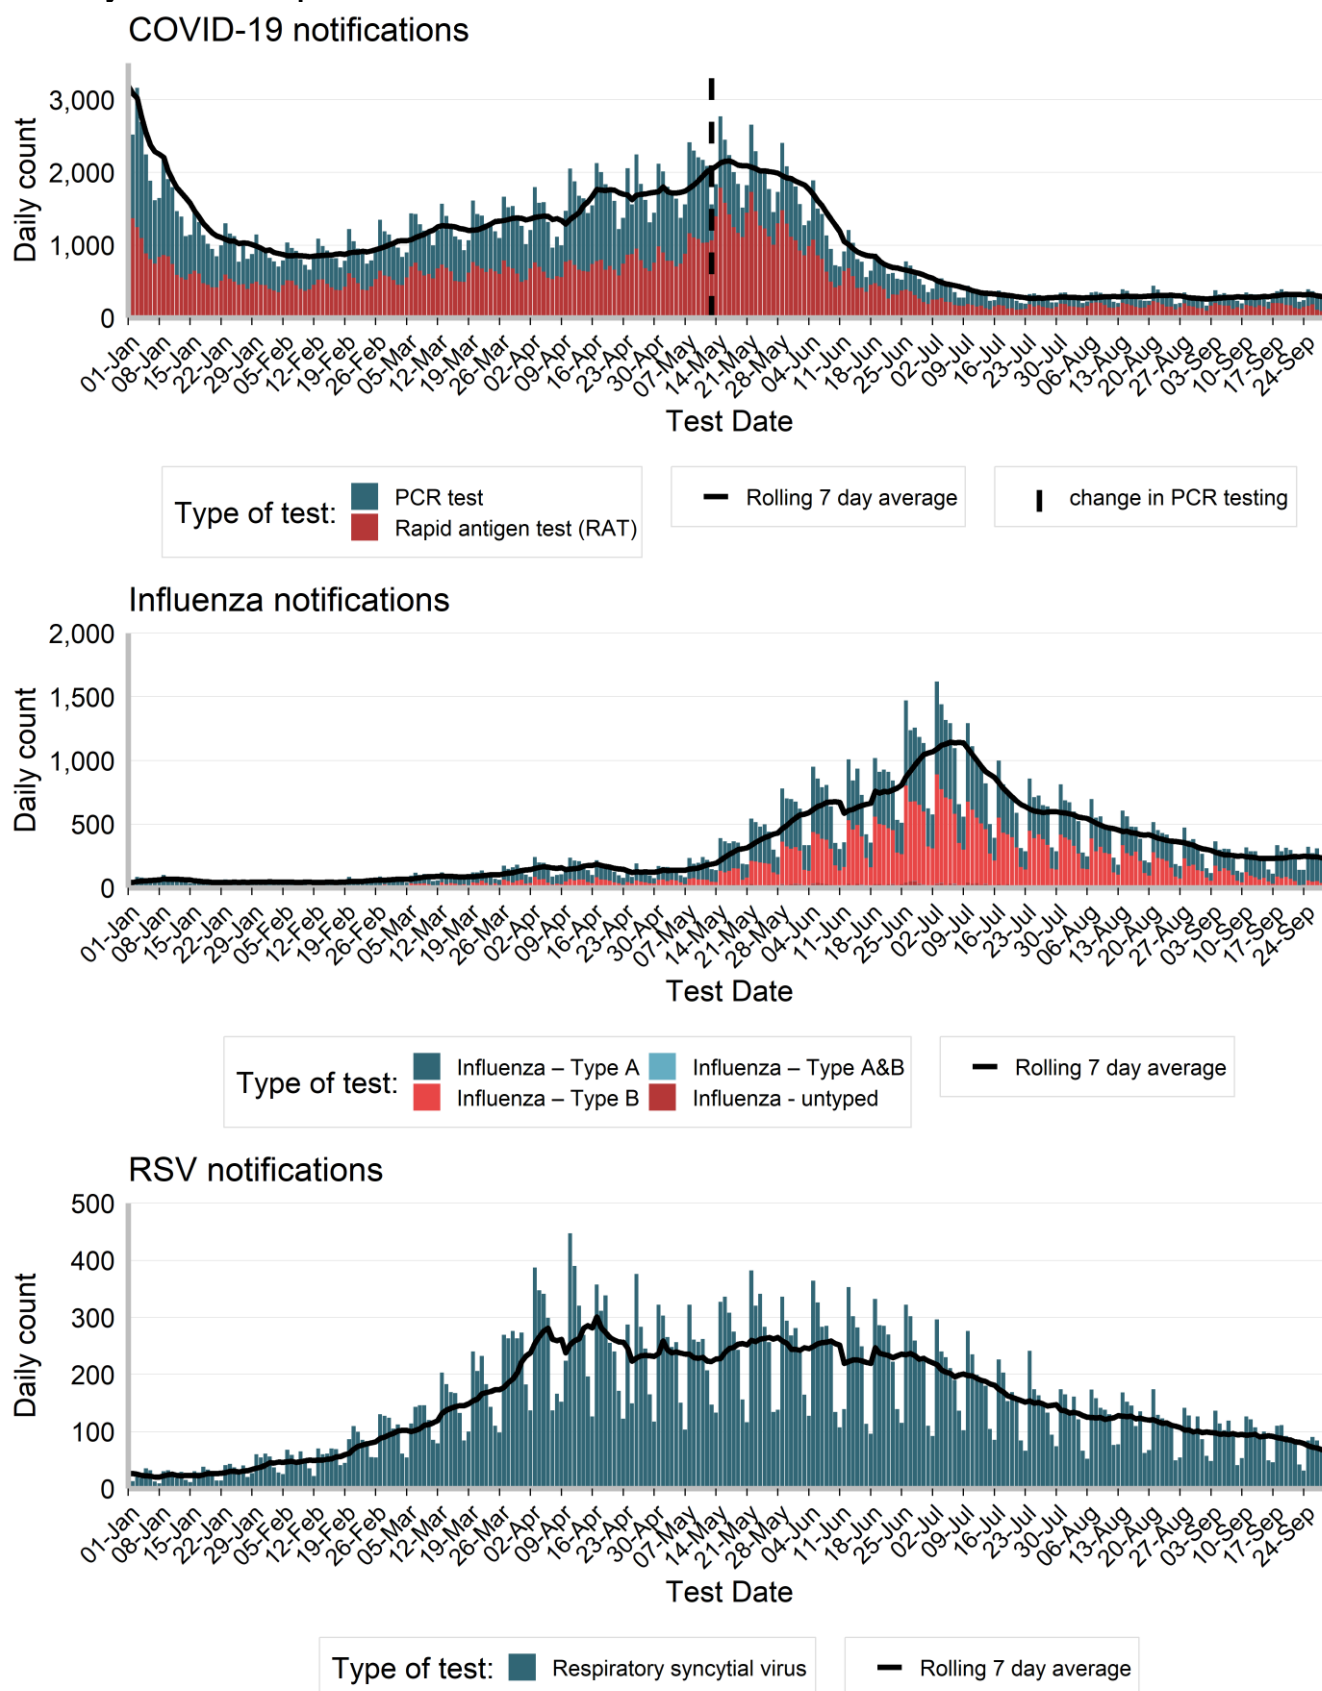 COVID-19 notifications
3,000
2,000
1,000
0
Daily count
01-Jan 08-Jan 15-Jan 22-Jan 29-Jan 05-Feb 12-Feb 19-Feb 26-Feb 05-Mar 12-Mar 19-Mar 26-Mar 02-Apr 09-Apr 16-Apr 23-Apr 30-Apr 07-May 14-May 21-May 28-May 04-Jun 11-Jun 18-Jun 25-Jun 02-Jul 09-Jul 16-Jul 23-Jul 30-Jul 06-Aug 13-Aug 20-Aug 27-Aug 03-Sep 10-Sep 17-Sep 24-Sep
Test Date
Type of test:
PCR test
Rapid antigen test (RAT)
Rolling 7 day average
change in PCR testing
Influenza notifications
2,000
1,500
1,000
500
0
Daily count
01-Jan 08-Jan 15-Jan 22-Jan 29-Jan 05-Feb 12-Feb 19-Feb 26-Feb 05-Mar 12-Mar 19-Mar 26-Mar 02-Apr 09-Apr 16-Apr 23-Apr 30-Apr 07-May 14-May 21-May 28-May 04-Jun 11-Jun 18-Jun 25-Jun 02-Jul 09-Jul 16-Jul 23-Jul 30-Jul 06-Aug 13-Aug 20-Aug 27-Aug 03-Sep 10-Sep 17-Sep 24-Sep
Test Date
Type of test:
Influenza – Type A
Influenza – Type A&B
Influenza – Type B
Influenza - untyped
Rolling 7 day average
RSV notifications
500
400
300
200
100
0
Daily count
01-Jan 08-Jan 15-Jan 22-Jan 29-Jan 05-Feb 12-Feb 19-Feb 26-Feb 05-Mar 12-Mar 19-Mar 26-Mar 02-Apr 09-Apr 16-Apr 23-Apr 30-Apr 07-May 14-May 21-May 28-May 04-Jun 11-Jun 18-Jun 25-Jun 02-Jul 09-Jul 16-Jul 23-Jul 30-Jul 06-Aug 13-Aug 20-Aug 27-Aug 03-Sep 10-Sep 17-Sep 24-Sep
Test Date
Type of test:
Respiratory syncytial virus
Rolling 7 day average